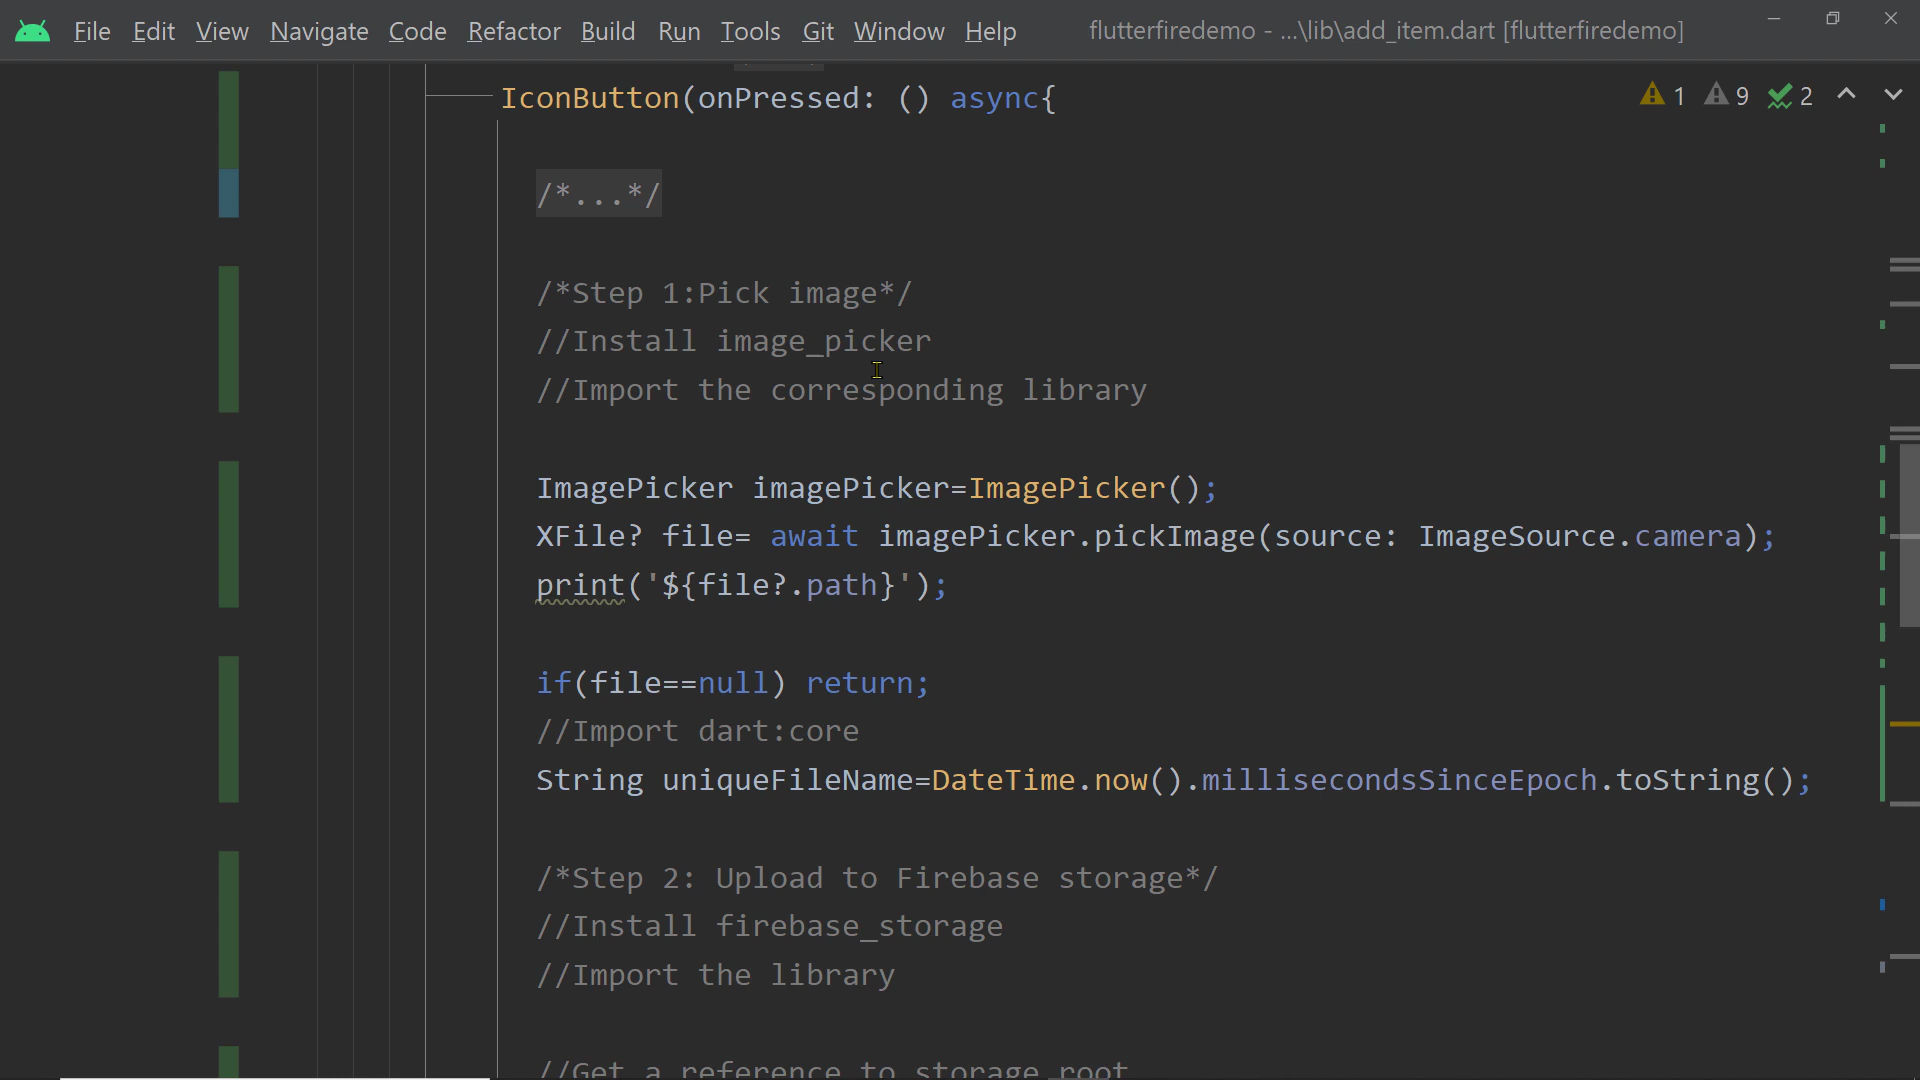 File Edit View Navigate Code Refactor Build Run Tools Git Window Help flutterfiredemo - ...\lib\add_item.dart [flutterfiredemo]
IconButton(onPressed: () async{
1 9 2
/*...*/
/*Step 1:Pick image*/
//Install image_picker
//Import the corresponding library
ImagePicker imagePicker=ImagePicker();
XFile? file= await imagePicker.pickImage(source: ImageSource.camera);
print('${file?.path}');
if(file==null) return;
//Import dart:core
String uniqueFileName=DateTime.now().millisecondsSinceEpoch.toString();
/*Step 2: Upload to Firebase storage*/
//Install firebase_storage
//Import the library
//Get a reference to storage root